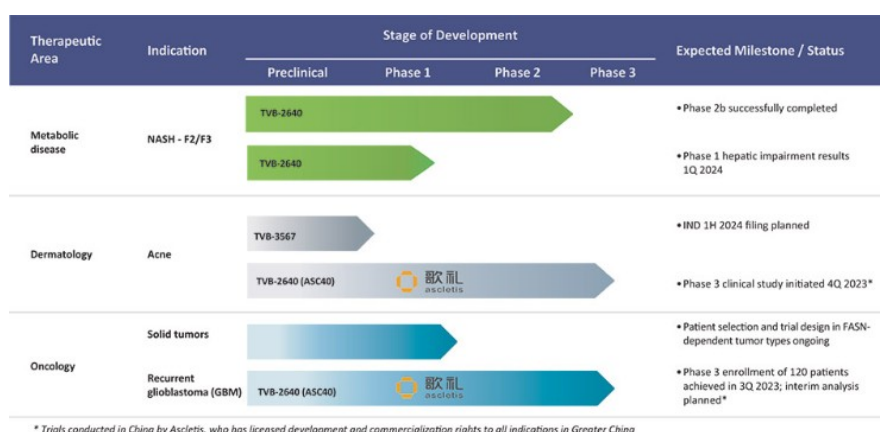 Therapeutic Area
Indication
Stage of Development
Preclinical
Phase 1
Phase 2
Phase 3
Expected Milestone / Status
Metabolic disease
NASH - F2/F3
TVB-2640
•Phase 2b successfully completed
TVB-2640
•Phase 1 hepatic impairment results
1Q 2024
Dermatology
Acne
TVB-3567
•IND 1H 2024 filing planned
TVB-2640 (ASC40)
歌礼
ascletis
•Phase 3 clinical study initiated 4Q 2023*
Oncology
Solid tumors
•Patient selection and trial design in FASN-
dependent tumor types ongoing
Recurrent
glioblastoma (GBM)
TVB-2640 (ASC40)
歌礼
ascletis
•Phase 3 enrollment of 120 patients
achieved in 3Q 2023; interim analysis
planned*
* Trials conducted in China by Ascletis, who has licensed development and commercialization rights to all indications in Greater China